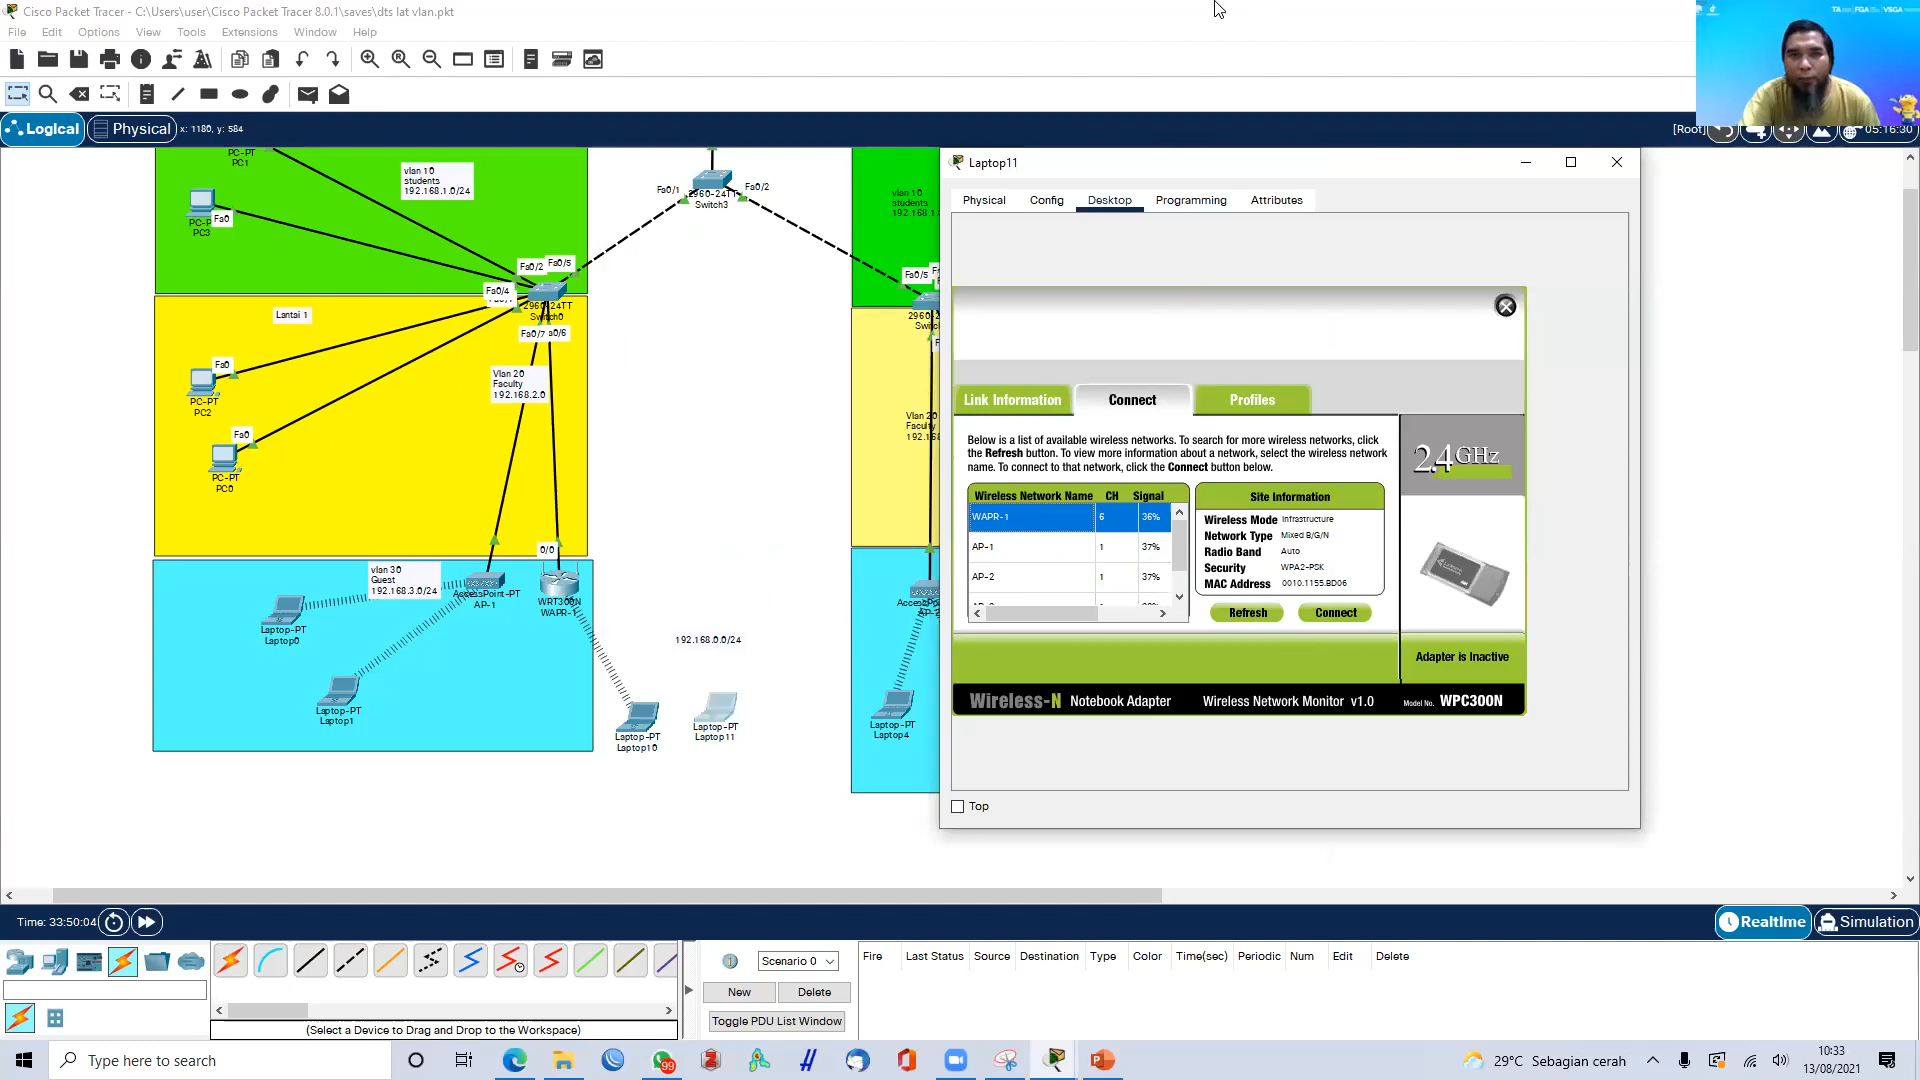 Cisco Packet Tracer - C:\Users\user\Cisco Packet Tracer 8.0.1\saves\dts lat vlan.pkt
File Edit Options View Tools Extensions Window Help
Logical Physical x: 1180, y: 584
[Root] 05:16:30
PC-PT
PC1
vlan 10
students
192.168.1.0/24
PC3
Fa0
Fa0/1 Fa0/2
2960-24TT
Switch3
Fa0/2 Fa0/5
Fa0/4
2960-24TT
Switch0
Fa0/7
Lantai 1
Fa0
PC-PT
PC2
Fa0
PC-PT
PC0
Vlan 20
Faculty
192.168.2.0
0/0
vlan 30
Guest
192.168.3.0/24
AccessPoint-PT
AP-1
WRT300N
WAPR-1
Laptop-PT
Laptop0
Laptop-PT
Laptop1
192.168.0.0/24
Laptop-PT
Laptop10
Laptop-PT
Laptop11
vlan 10
students
Fa0/5
Faculty
Laptop-PT
Laptop4
Laptop11
Physical Config Desktop Programming Attributes
Link Information Connect Profiles
Below is a list of available wireless networks. To search for more wireless networks, click
the Refresh button. To view more information about a network, select the wireless network
name. To connect to that network, click the Connect button below.
2.4GHz
Wireless Network Name CH Signal
WAPR-1 6 36%
AP-1 1 37%
AP-2 1 37%
Site Information
Wireless Mode Infrastructure
Network Type Mixed B/G/N
Radio Band Auto
Security WPA2-PSK
MAC Address 0010.1155.BD06
Refresh Connect
Adapter is Inactive
Wireless-N Notebook Adapter Wireless Network Monitor v1.0 Model No. WPC300N
Top
Time: 33:50:04
Realtime Simulation
Scenario 0
New Delete
Toggle PDU List Window
(Select a Device to Drag and Drop to the Workspace)
Fire Last Status Source Destination Type Color Time(sec) Periodic Num Edit Delete
Type here to search
99
29°C Sebagian cerah
10:33
13/08/2021